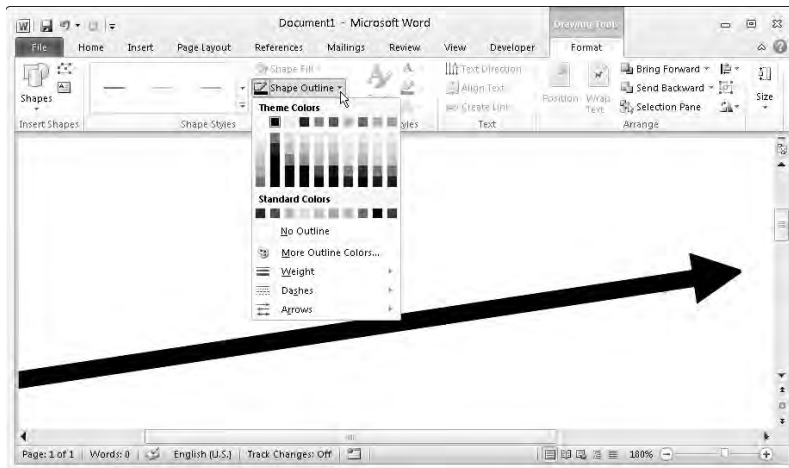 Document1 - Microsoft Word
Drawing Tools
File Home Insert Page Layout References Mailings Review View Developer Format
Shapes
Shape Fill
Shape Outline
Text Direction
Align Text
Create Link
Position
Wrap Text
Bring Forward
Send Backward
Selection Pane
Size
Insert Shapes
Shape Styles
yles
Text
Arrange
Theme Colors
Standard Colors
No Outline
More Outline Colors...
Weight
Dashes
Arrows
Page: 1 of 1 Words: 0 English (U.S.) Track Changes: Off 180%